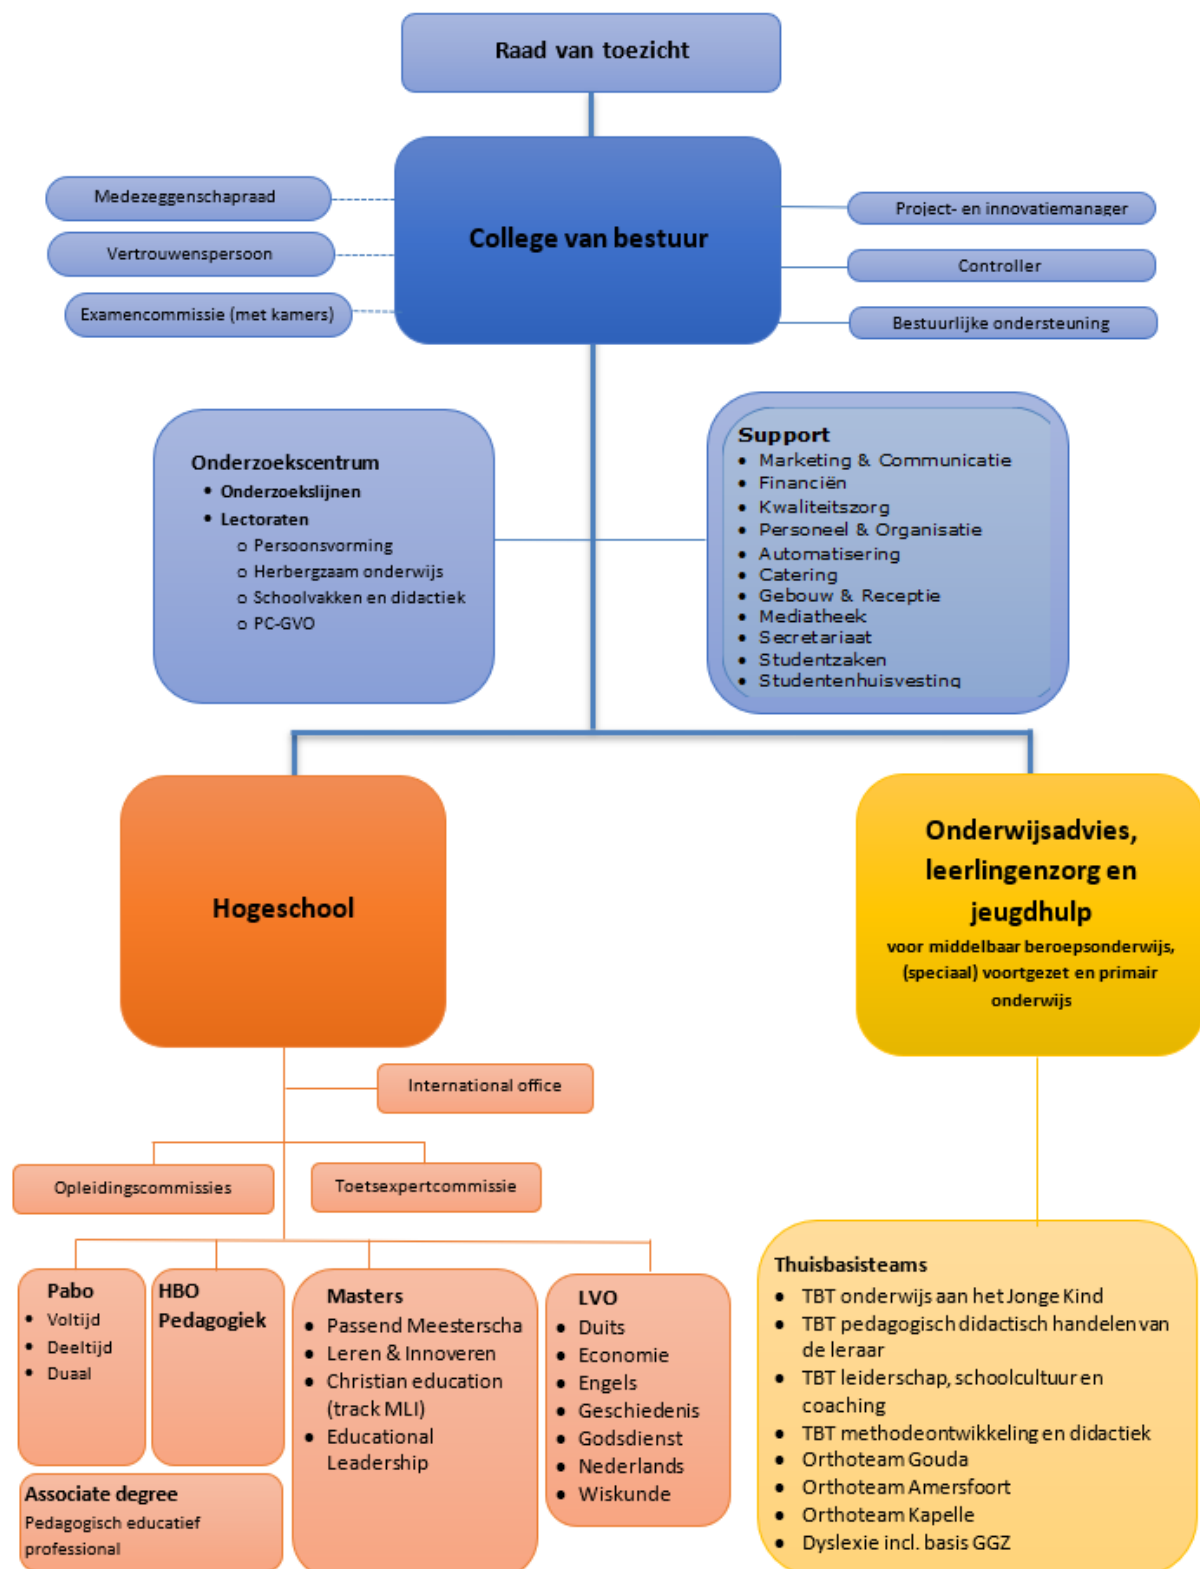 Raad van toezicht
College van bestuur
Medezeggenschapraad
Vertrouwenspersoon
Examencommissie (met kamers)
Project- en innovatiemanager
Controller
Bestuurlijke ondersteuning
Onderzoekscentrum
• Onderzoekslijnen
• Lectoraten
o Persoonsvorming
o Herbergzaam onderwijs
o Schoolvakken en didactiek
o PC-GVO
Support
• Marketing & Communicatie
• Financiën
• Kwaliteitszorg
• Personeel & Organisatie
• Automatisering
• Catering
• Gebouw & Receptie
• Mediatheek
• Secretariaat
• Studentzaken
• Studentenhuisvesting
Hogeschool
Onderwijsadvies,
leerlingenzorg en
jeugdhulp
voor middelbaar beroepsonderwijs,
(speciaal) voortgezet en primair
onderwijs
International office
Opleidingscommissies
Toetsexpertcommissie
Pabo
• Voltijd
• Deeltijd
• Duaal
HBO
Pedagogiek
Associate degree
Pedagogisch educatief
professional
Masters
• Passend Meesterscha
• Leren & Innoveren
• Christian education
(track MLI)
• Educational
Leadership
LVO
• Duits
• Economie
• Engels
• Geschiedenis
• Godsdienst
• Nederlands
• Wiskunde
Thuisbasisteams
• TBT onderwijs aan het Jonge Kind
• TBT pedagogisch didactisch handelen van
de leraar
• TBT leiderschap, schoolcultuur en
coaching
• TBT methodeontwikkeling en didactiek
• Orthoteam Gouda
• Orthoteam Amersfoort
• Orthoteam Kapelle
• Dyslexie incl. basis GGZ